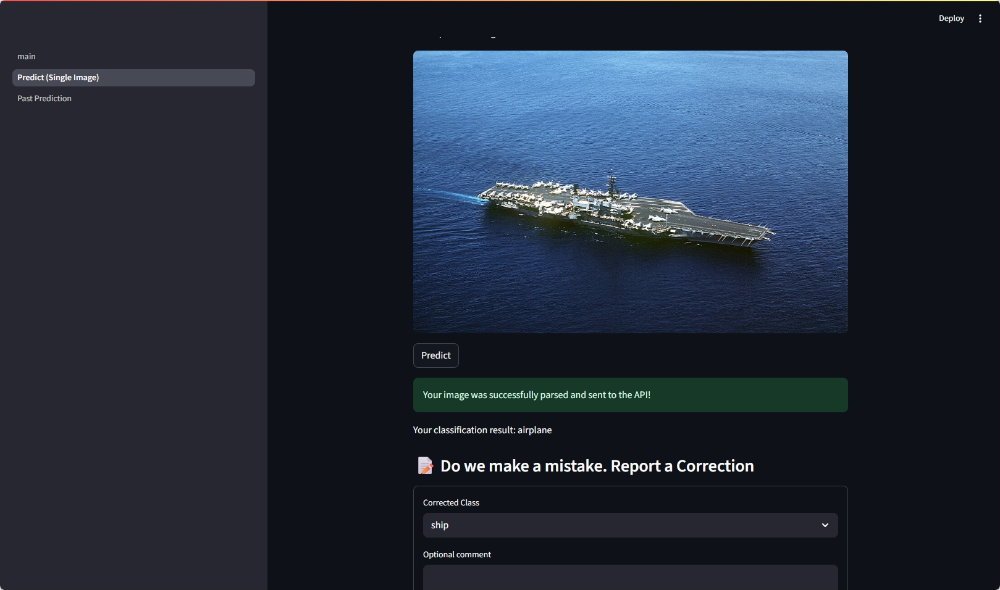 Deploy
main
Predict (Single Image)
Past Prediction
Predict
Your image was successfully parsed and sent to the API!
Your classification result: airplane
Do we make a mistake. Report a Correction
Corrected Class
ship
Optional comment